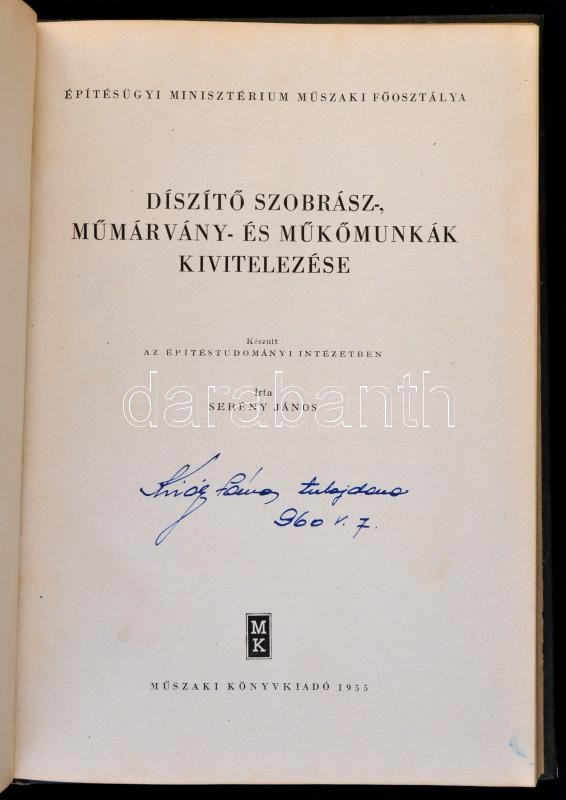 ÉPÍTÉSÜGYI MINISZTÉRIUM MŰSZAKI FŐOSZTÁLYA
DÍSZÍTŐ SZOBRÁSZ-,
MŰMÁRVÁNY- ÉS MŰKŐMUNKÁK
KIVITELEZÉSE
Készült
AZ ÉPÍTÉSTUDOMÁNYI INTÉZETBEN
írta
SERÉNY JÁNOS
darabanth.com
tulajdona
960 V. 7.
M
K
MŰSZAKI KÖNYVKIADÓ 1955